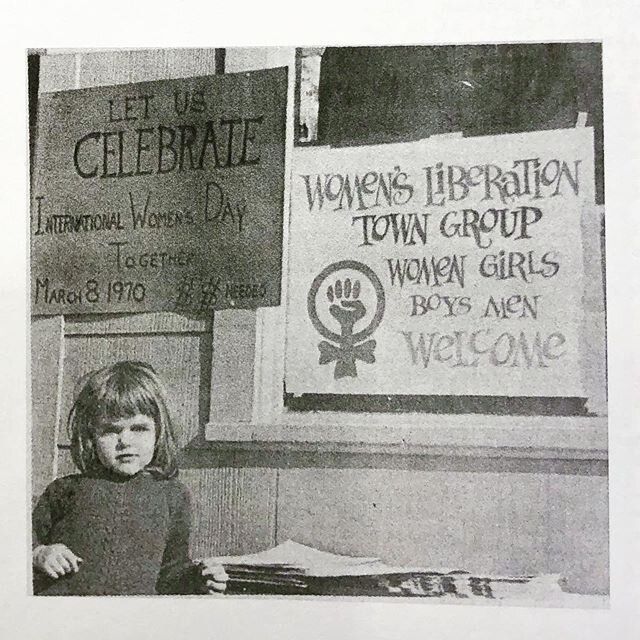 LET US
CELEBRATE
INTERNATIONAL WOMEN'S DAY
TOGETHER
MARCH 8 1970 $$ $$ NEEDED
WOMEN'S LIBERATION
TOWN GROUP
WOMEN GIRLS
BOYS MEN
WELCOME